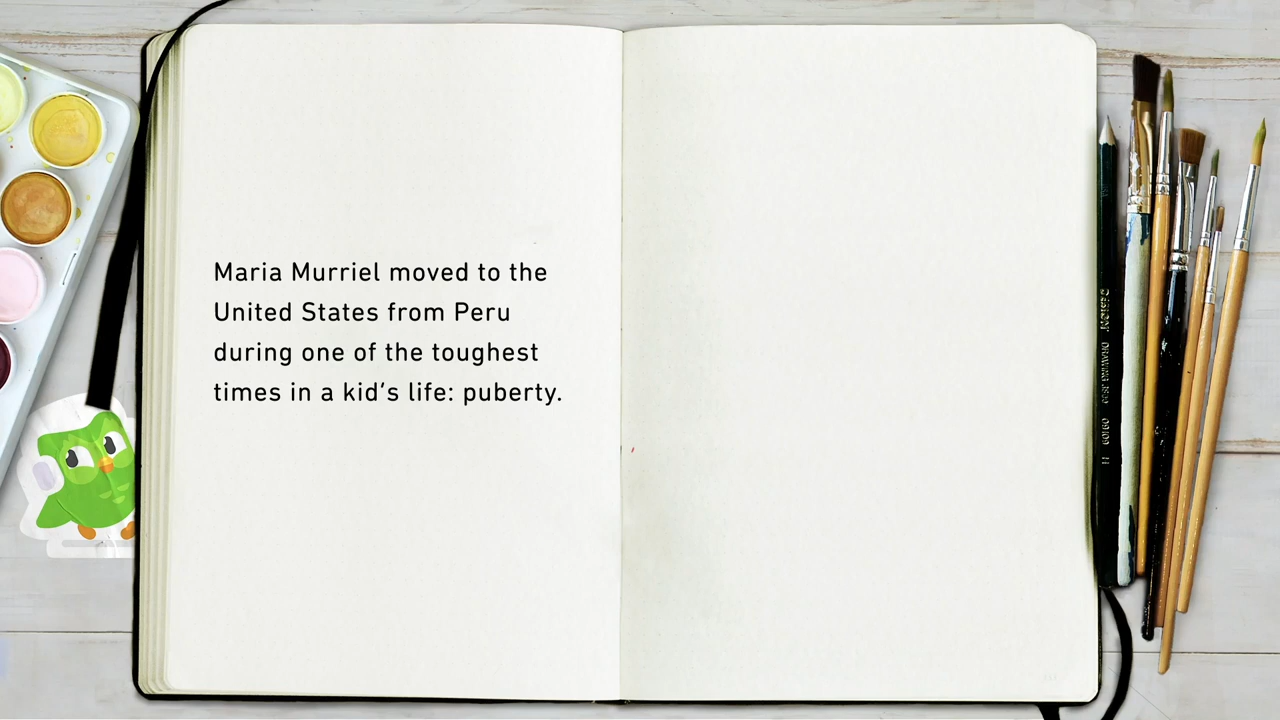 Maria Murriel moved to the
United States from Peru
during one of the toughest
times in a kid's life: puberty.